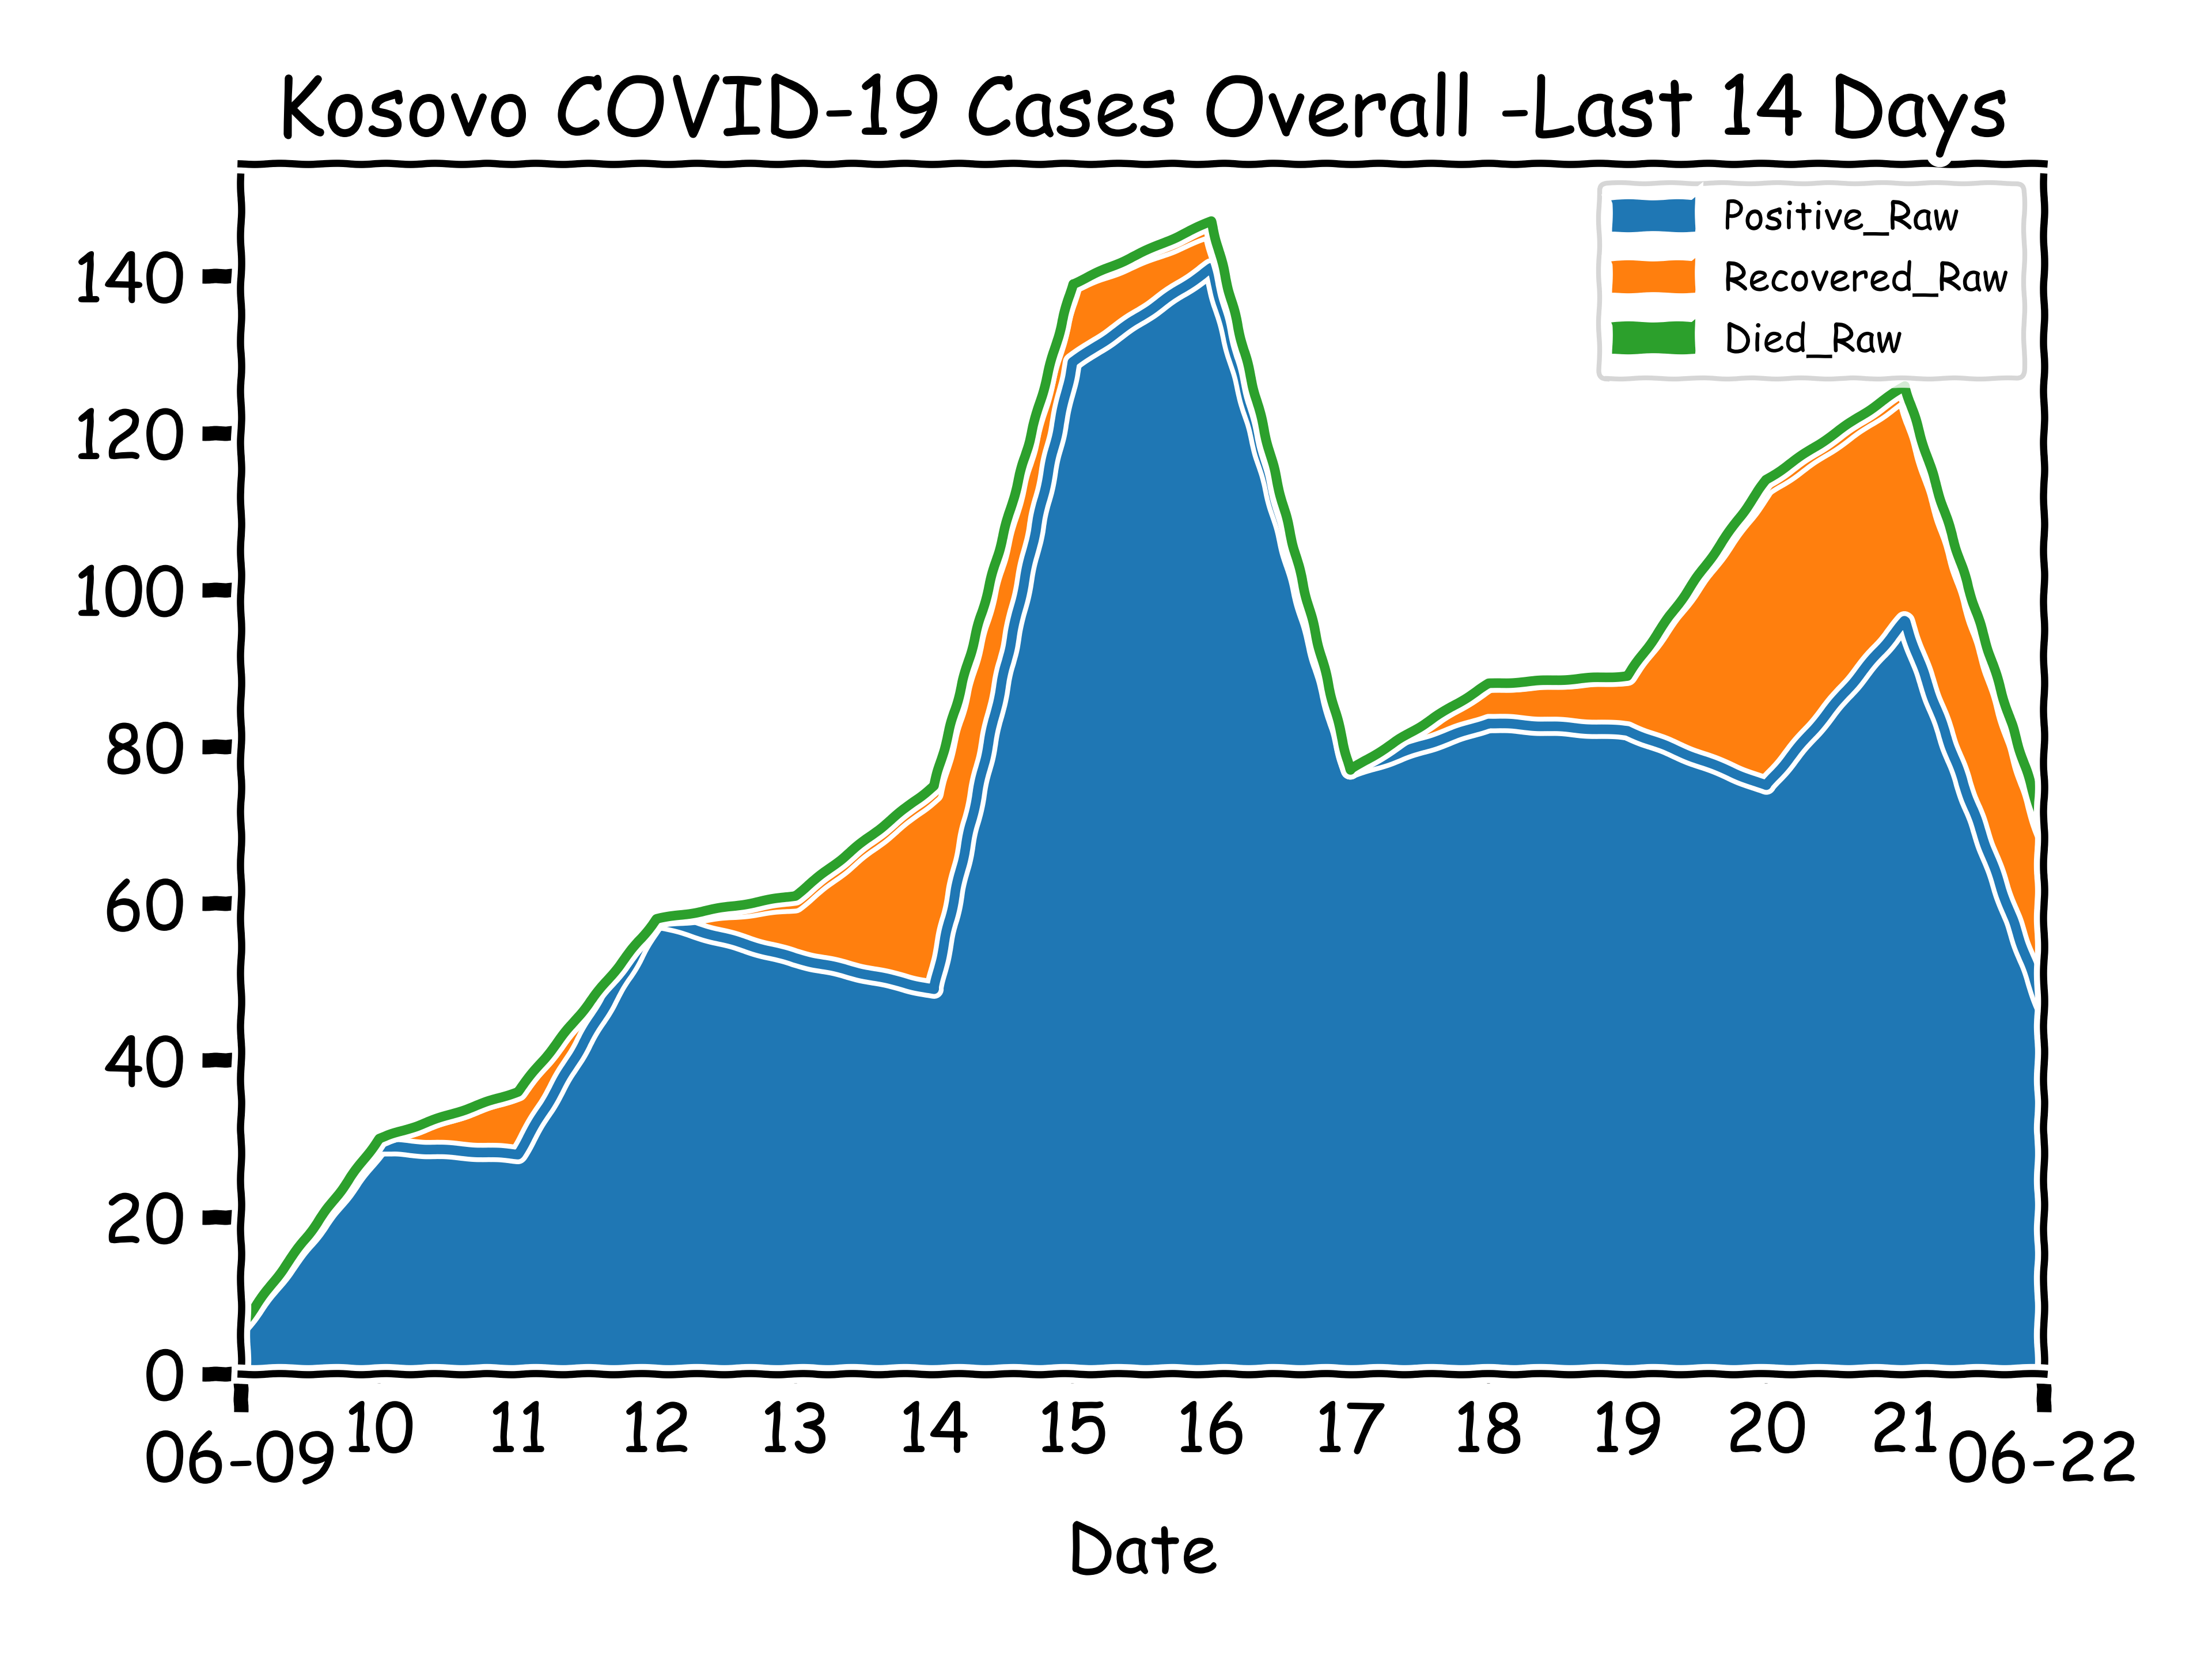 Kosovo COVID-19 Cases Overall -Last 14 Days
Positive_Raw
Recovered_Raw
Died_Raw
140
120
100
80
60
40
20
0
06-09 10 11 12 13 14 15 16 17 18 19 20 21 06-22
Date